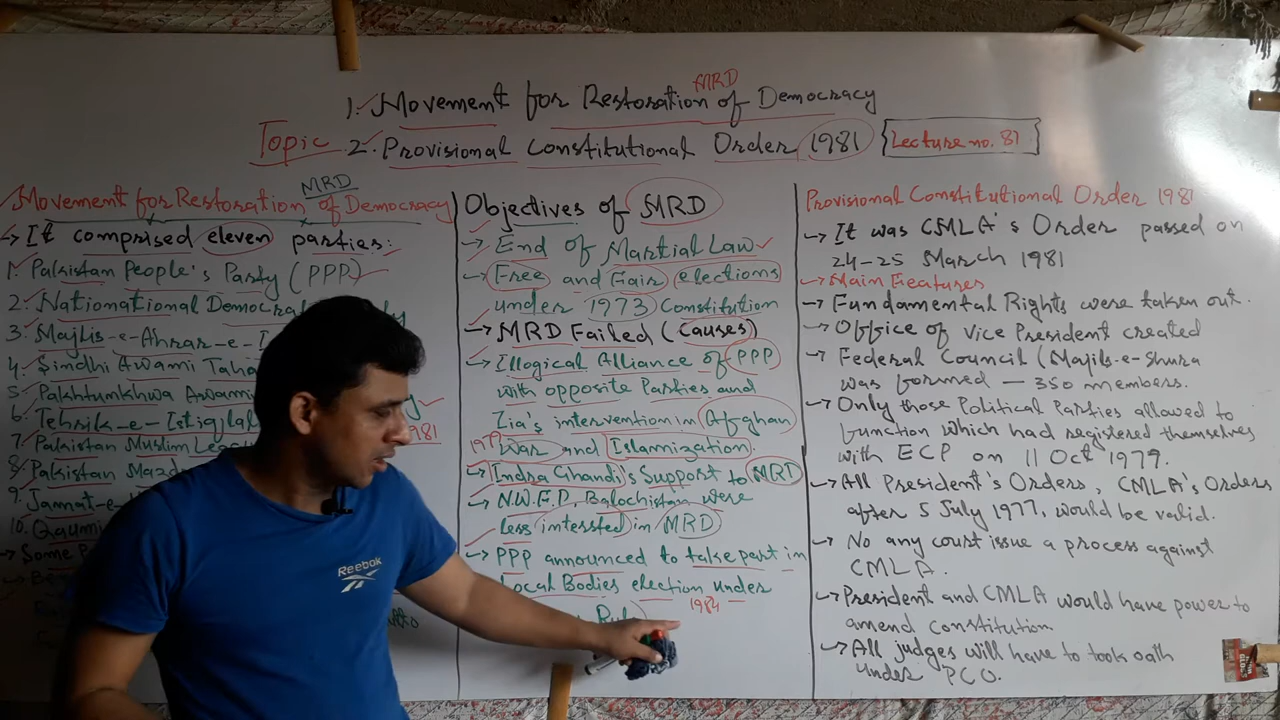 MRD
1. Movement for Restoration of Democracy
Topic 2. Provisional Constitutional Order 1981
Lecture no. 81
MRD
Movement for Restoration of Democracy
→ It comprised eleven parties:
1. Pakistan People's Party (PPP)
2. Nationational Democra
3. Majlis-e-Ahrar-e-I
4. Sindhi Awami Taha
5. Pakhtumkhwa Awami
6. Tehrik-e-Istiqlal
1981
7. Pakistan Muslim Leag
8. Pakistan Mazd
9. Jamat-e-
10. Qaumi
→ Some P
Objectives of MRD
→ End of Martial Law
→ Free and Fair elections
under 1973 Constitution
→ MRD Failed (Causes)
→ Illogical Alliance of PPP
with opposite Parties and
Zia's intervention in Afghan
1979
War and Islamization.
→ Indra Ghandi's Support to MRD
→ N.W.F.P, Balochistan were
less intersted in MRD
→ PPP announced to take part in
Local Bodies election under
1984
Provisional Constitutional Order 1981
→ It was CMLA's Order passed on
24-25 March 1981
→ Main Features
→ Fundamental Rights were taken out.
→ Office of Vice President created
→ Federal Council (Majils-e-Shura
was formed — 350 members.
→ Only those Political Parties allowed to
function which had registered themselves
with ECP on 11 Oct 1979.
→ All President's Orders, CMLA's Orders
after 5 July 1977, would be valid.
→ No any court issue a process against
CMLA.
→ President and CMLA would have power to
amend constitution
→ All judges will have to took oath
under PCO.
Reebok